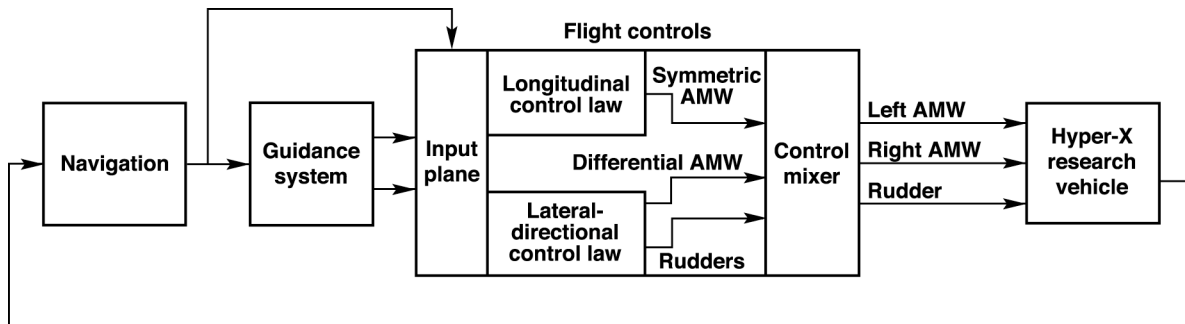 Flight controls
Navigation
Guidance
system
Input
plane
Longitudinal
control law
Symmetric
AMW
Differential AMW
Lateral-
directional
control law
Rudders
Control
mixer
Left AMW
Right AMW
Rudder
Hyper-X
research
vehicle